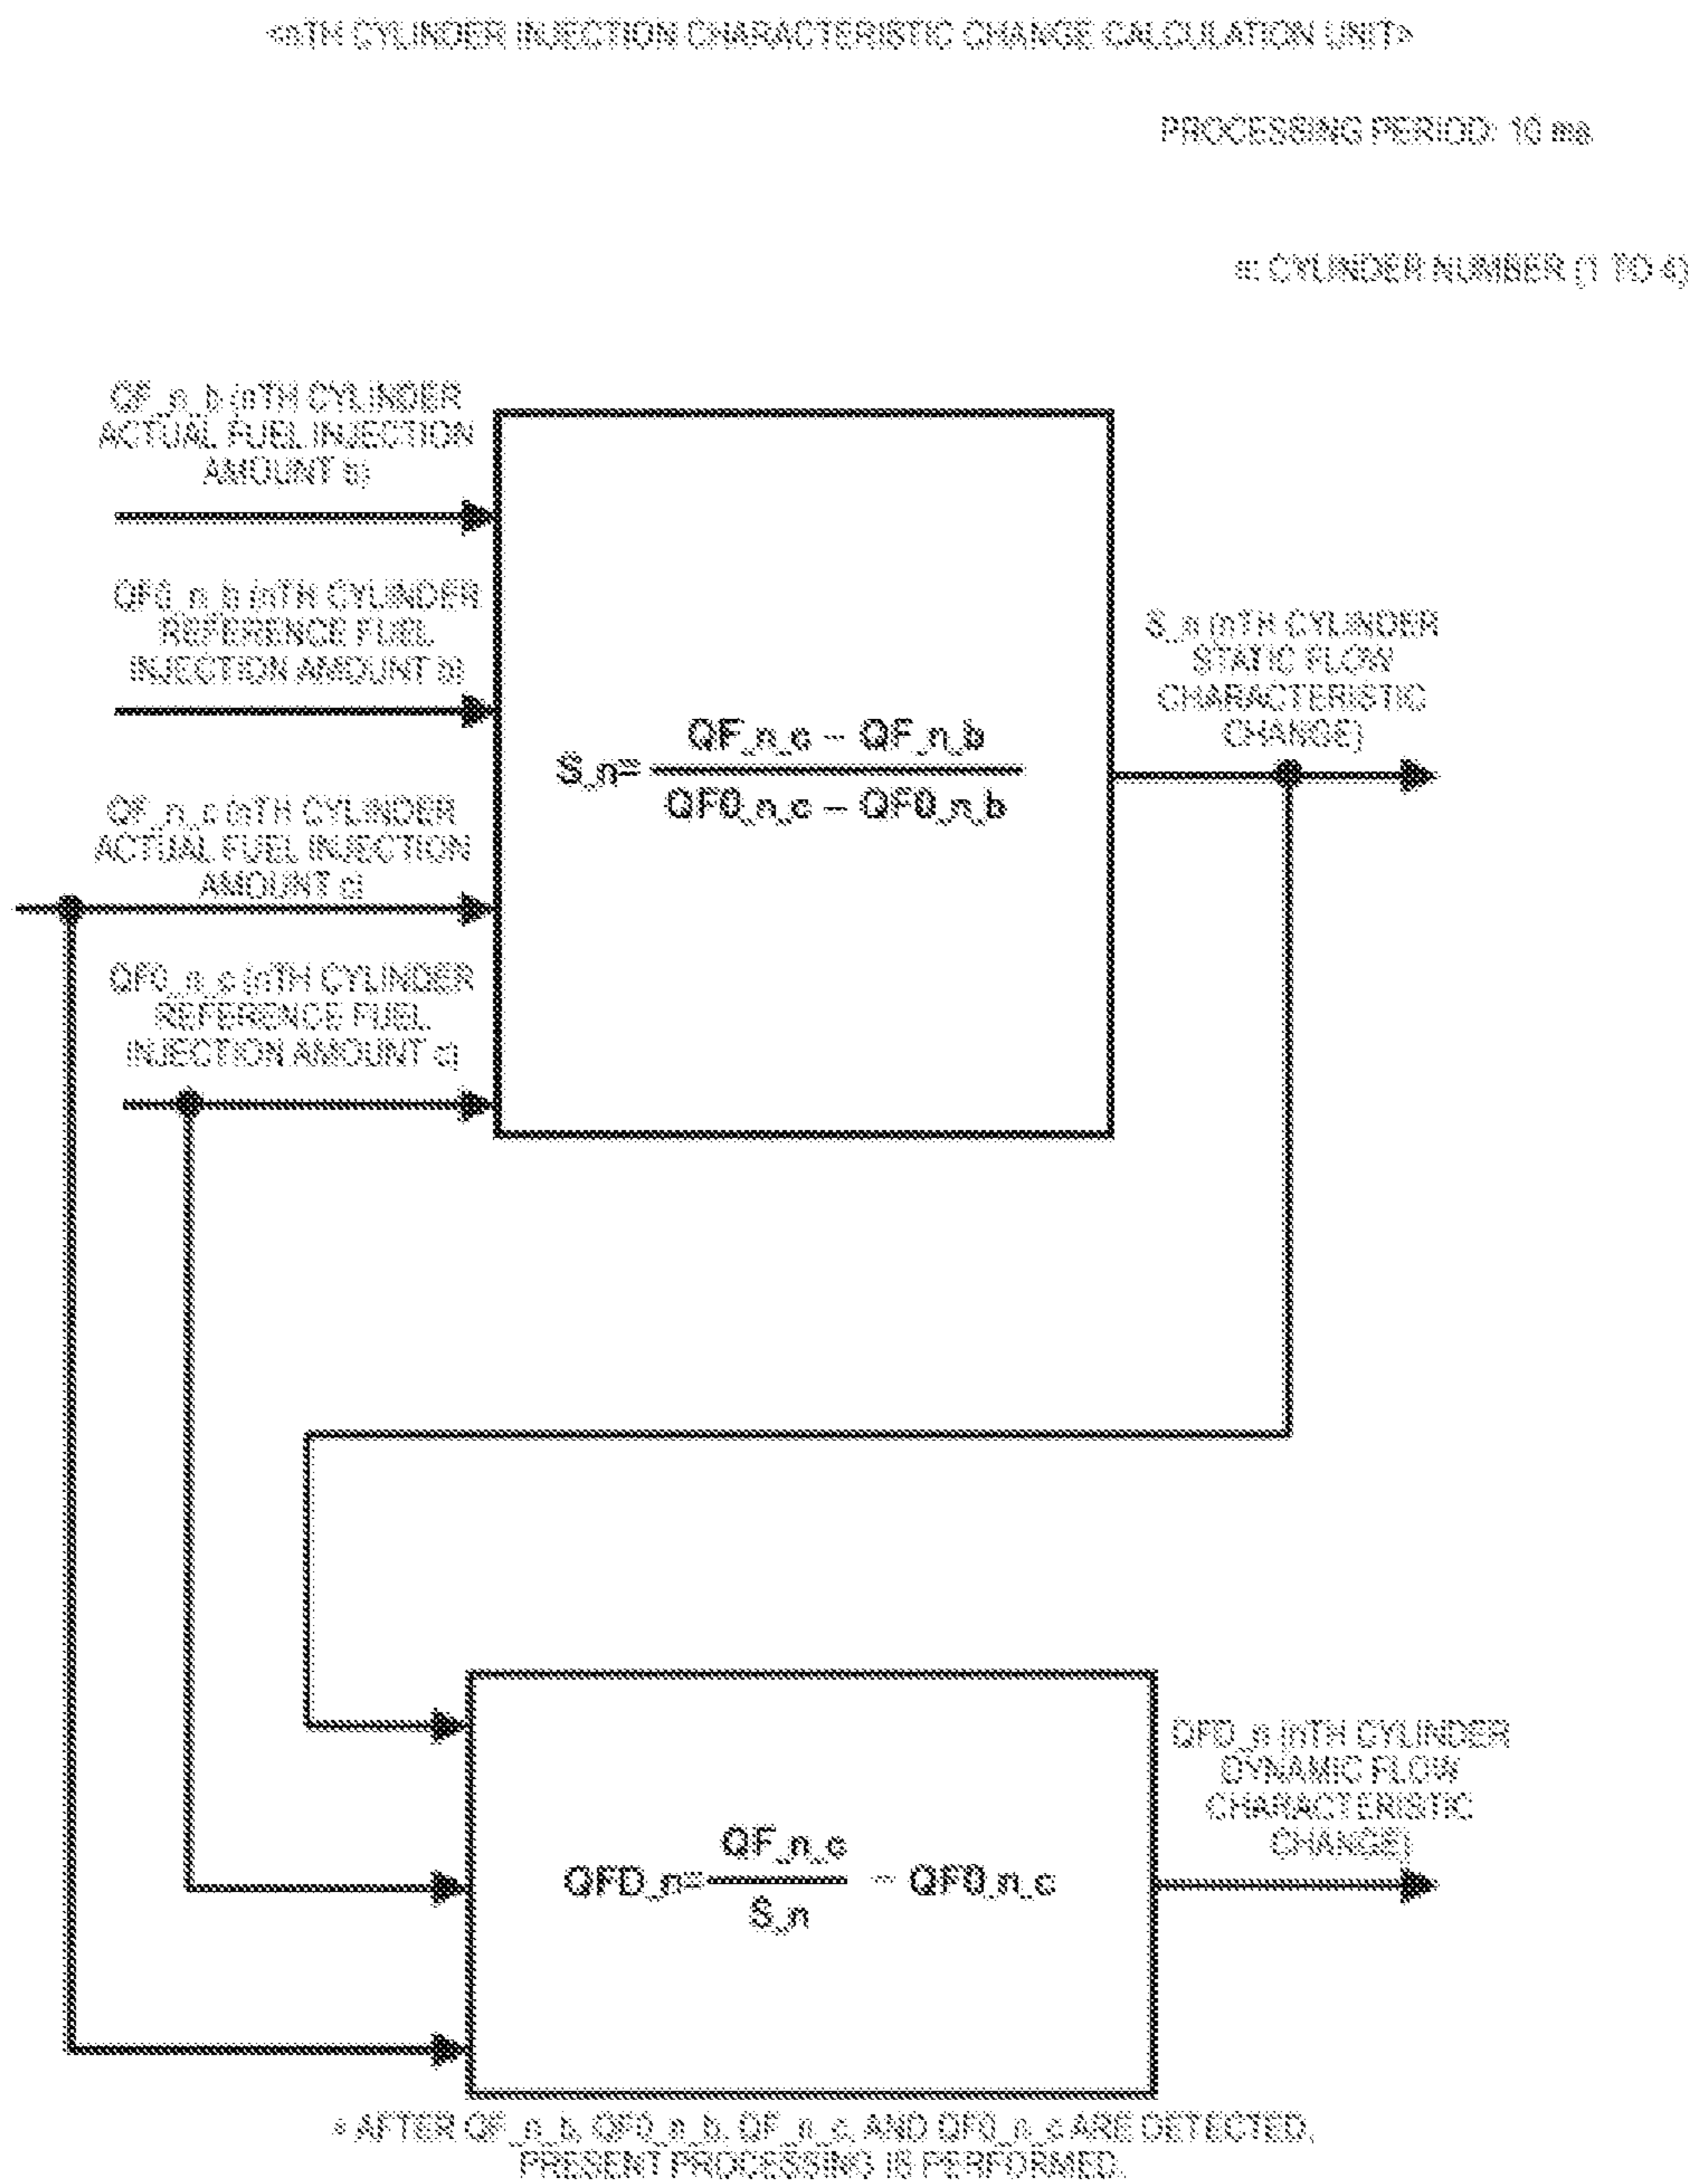 <nTH CYLINDER INJECTION CHARACTERISTIC CHANGE CALCULATION UNIT>
PROCESSING PERIOD: 10 ms
n: CYLINDER NUMBER (1 TO 4)
QF_n_b (nTH CYLINDER
ACTUAL FUEL INJECTION
AMOUNT b)
QF0_n_b (nTH CYLINDER
REFERENCE FUEL
INJECTION AMOUNT b)
QF_n_c (nTH CYLINDER
ACTUAL FUEL INJECTION
AMOUNT c)
QF0_n_c (nTH CYLINDER
REFERENCE FUEL
INJECTION AMOUNT c)
QF_n_c – QF_n_b
S_n=
QF0_n_c – QF0_n_b
S_n (nTH CYLINDER
STATIC FLOW
CHARACTERISTIC
CHANGE)
QF_n_c
QFD_n= – QF0_n_c
S_n
QFD_n (nTH CYLINDER
DYNAMIC FLOW
CHARACTERISTIC
CHANGE)
* AFTER QF_n_b, QF0_n_b, QF_n_c, AND QF0_n_c ARE DETECTED,
PRESENT PROCESSING IS PERFORMED.